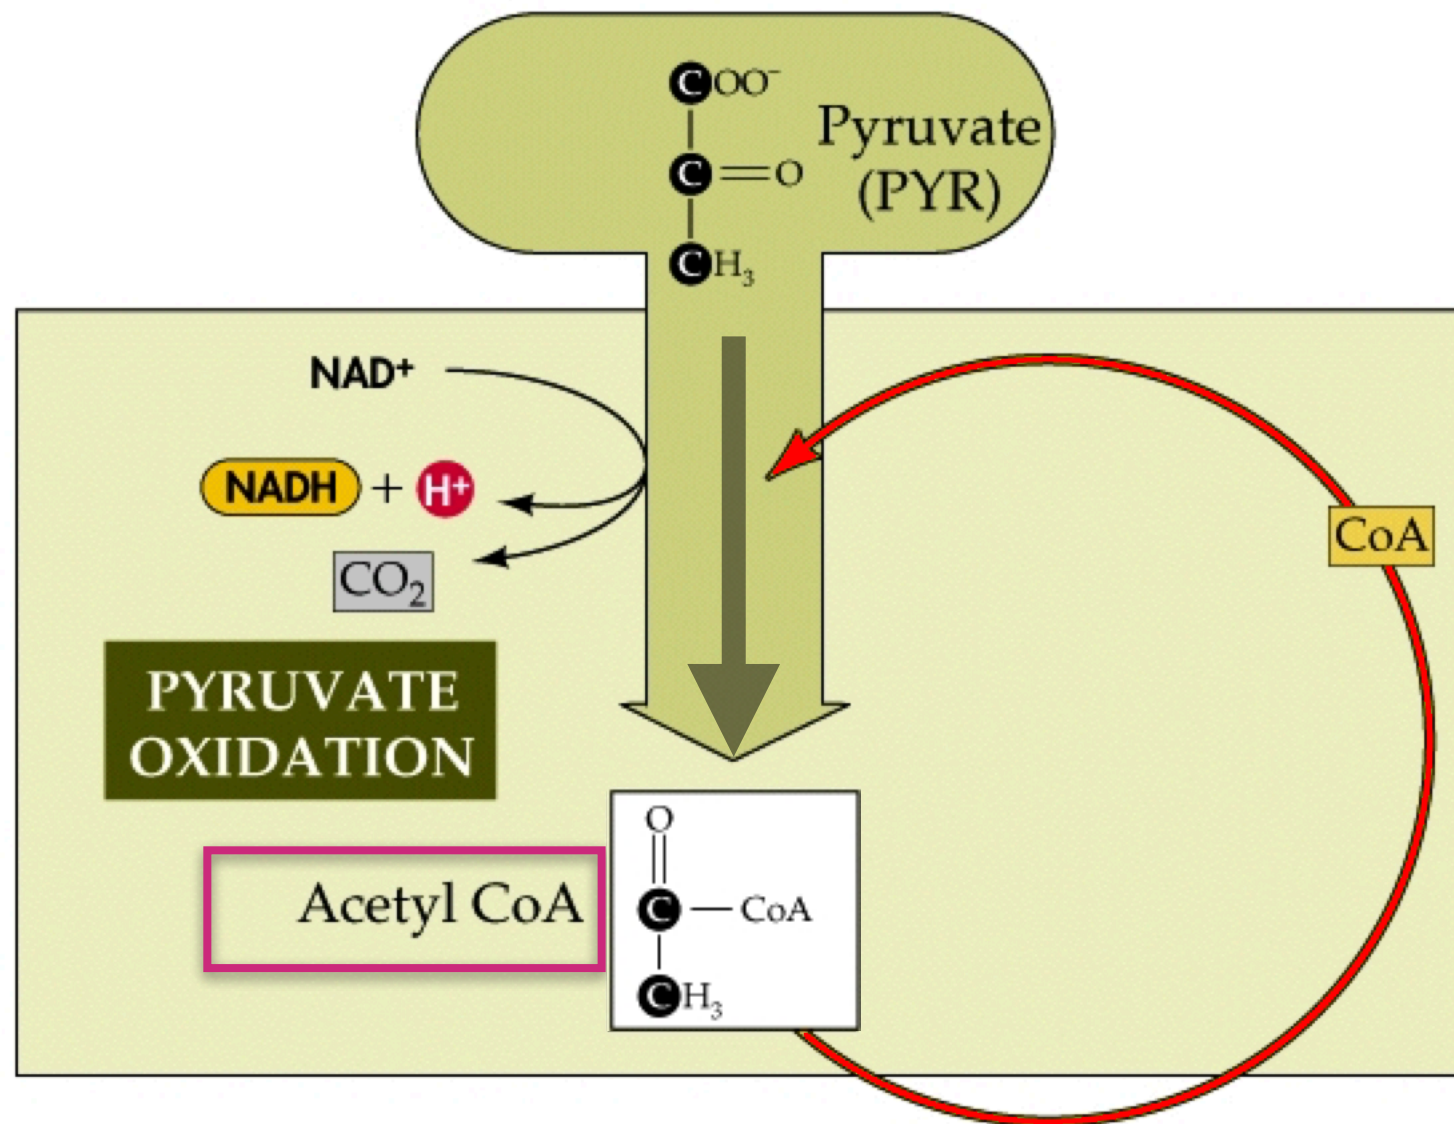 COO⁻
Pyruvate
(PYR)
C=O
CH₃
NAD⁺
NADH + H⁺
CoA
CO₂
PYRUVATE
OXIDATION
O
Acetyl CoA
C — CoA
CH₃